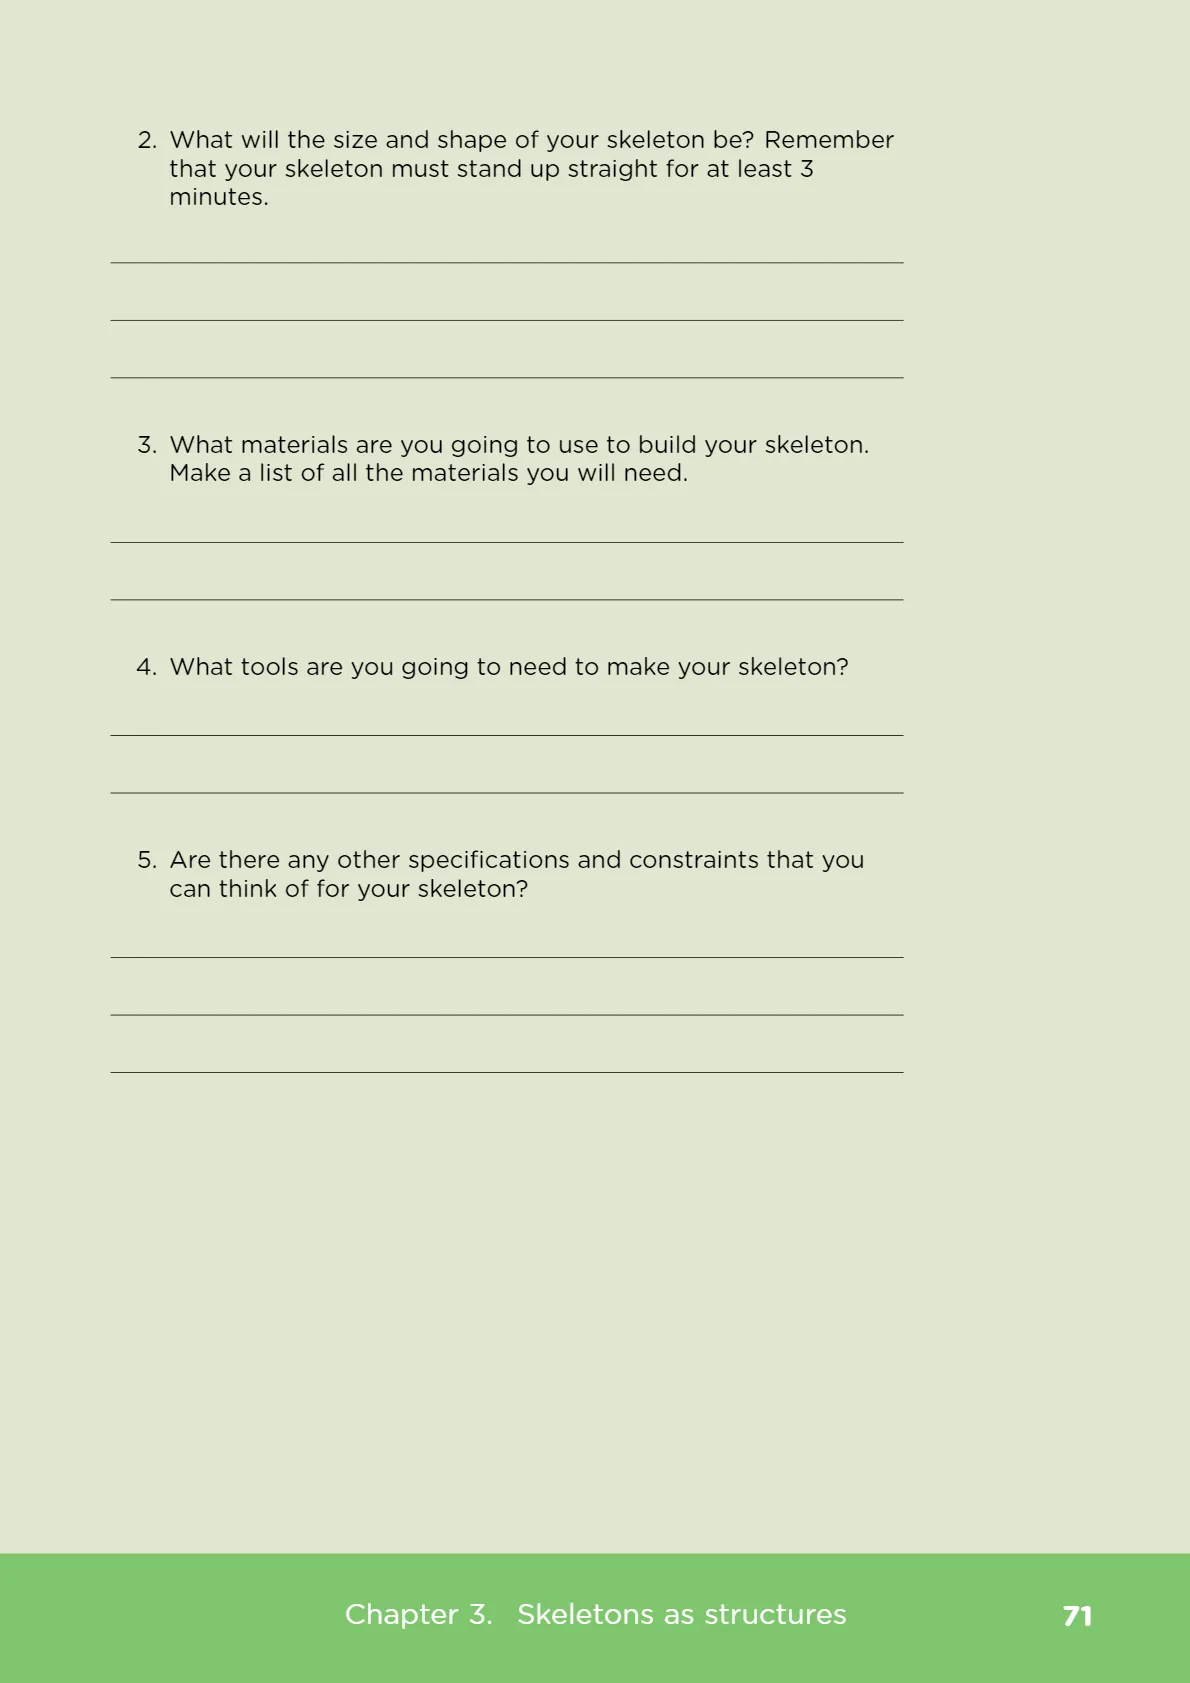 2. What will the size and shape of your skeleton be? Remember
that your skeleton must stand up straight for at least 3
minutes.
3. What materials are you going to use to build your skeleton.
Make a list of all the materials you will need.
4. What tools are you going to need to make your skeleton?
5. Are there any other specifications and constraints that you
can think of for your skeleton?
Chapter 3. Skeletons as structures 71